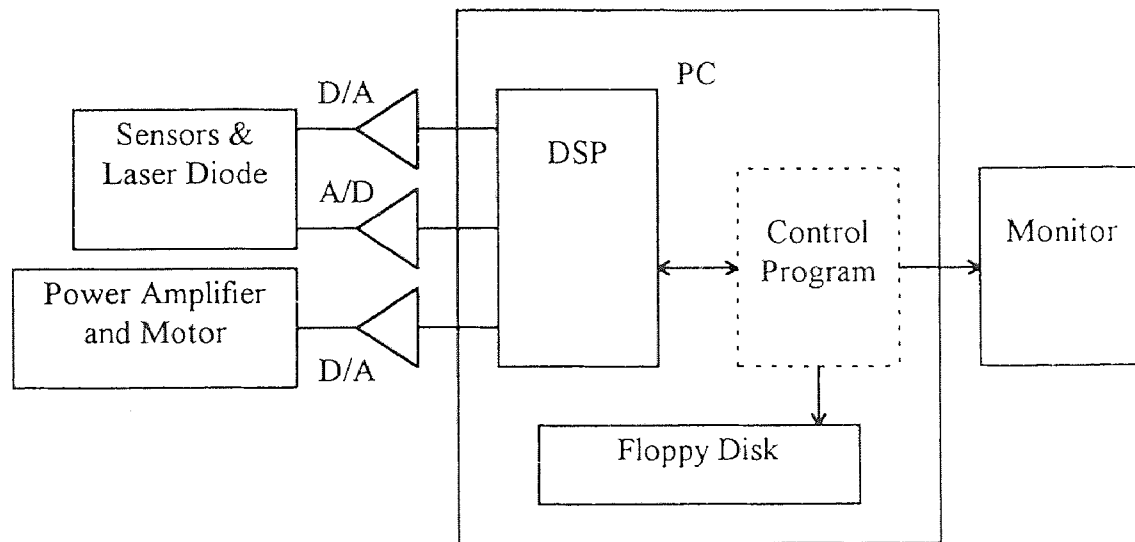 PC
D/A
Sensors &
Laser Diode
A/D
DSP
Control
Program
Monitor
Power Amplifier
and Motor
D/A
Floppy Disk